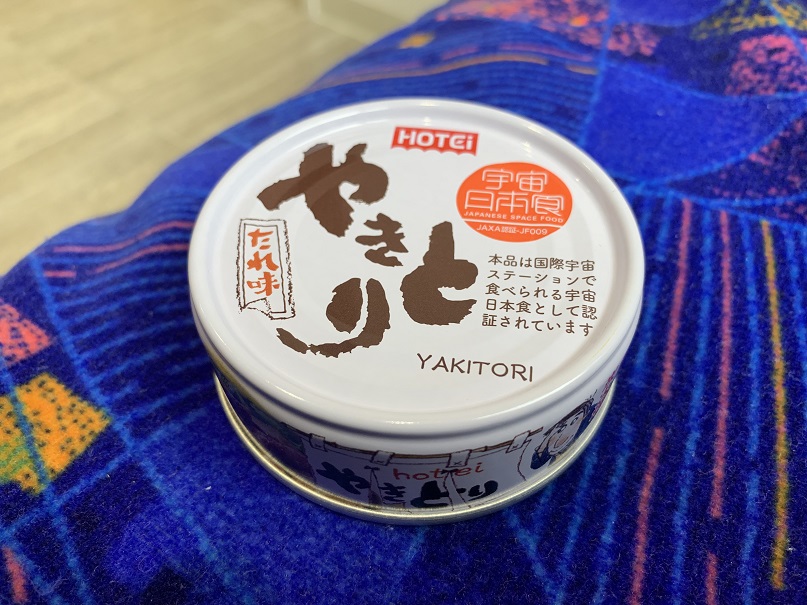 HOTEi
やきとり
たれ味
宇宙
日本食
JAPANESE SPACE FOOD
JAXA認証-JF009
本品は国際宇宙
ステーションで
食べられる宇宙
日本食として認
証されています
YAKITORI
hotei
やきとり